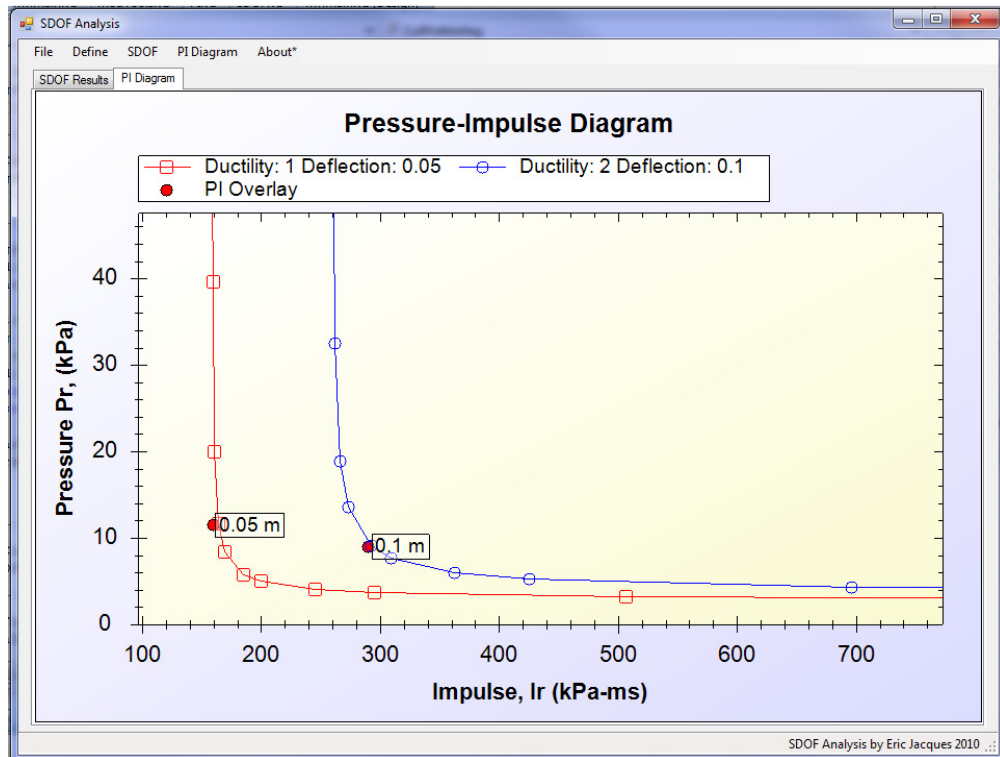 SDOF Analysis
File Define SDOF PI Diagram About*
SDOF Results PI Diagram
Pressure-Impulse Diagram
Ductility: 1 Deflection: 0.05 Ductility: 2 Deflection: 0.1
PI Overlay
Pressure Pr, (kPa)
40
30
20
10
0
0.05 m
0.1 m
100 200 300 400 500 600 700
Impulse, Ir (kPa-ms)
SDOF Analysis by Eric Jacques 2010